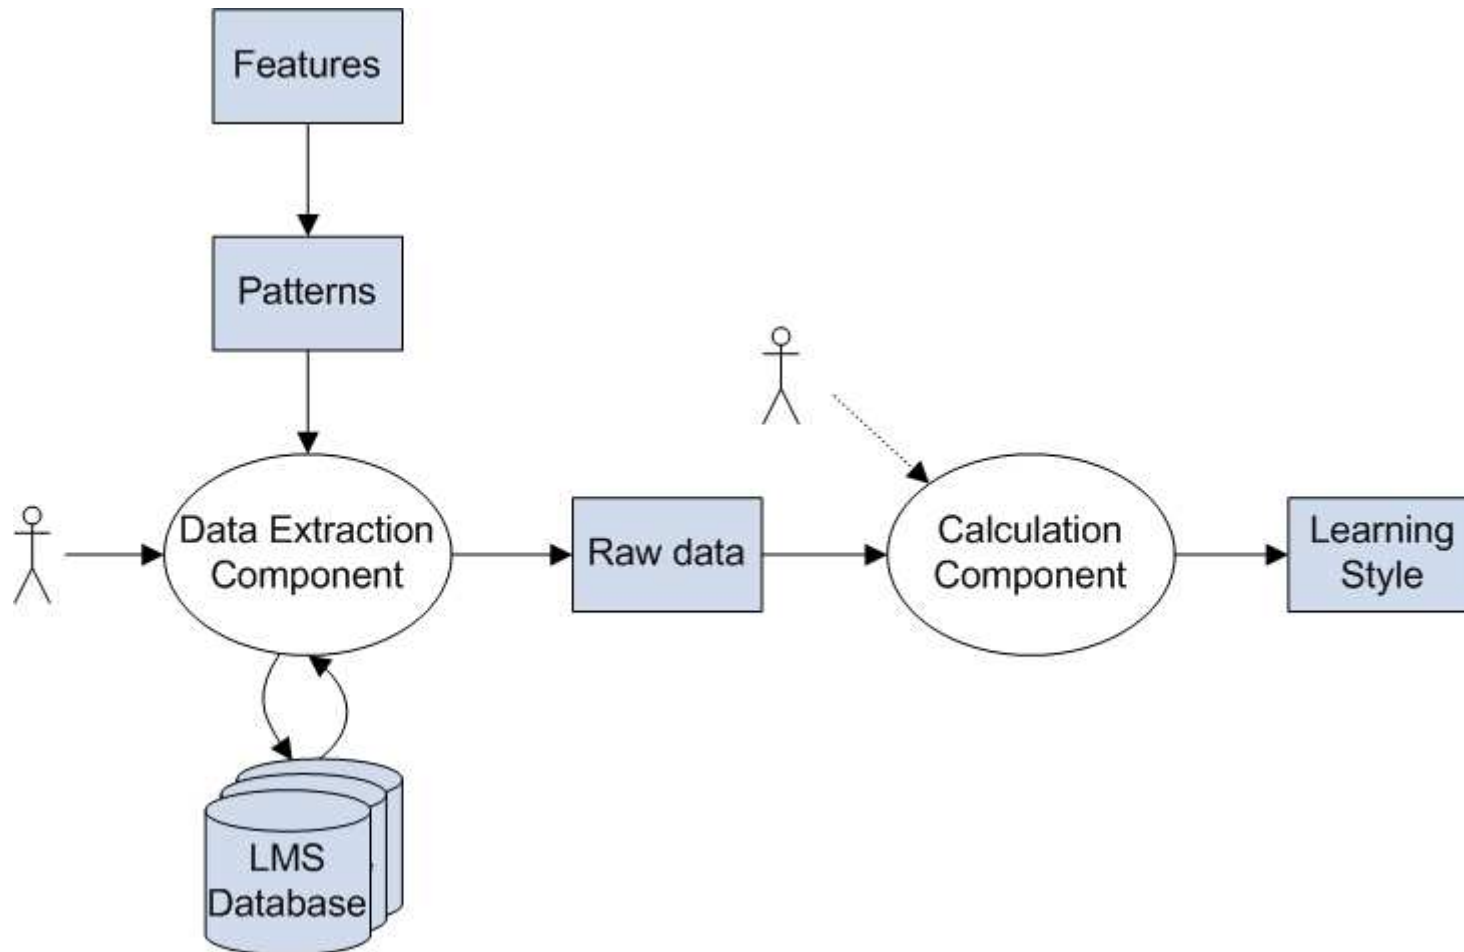 Features
Patterns
Data Extraction
Component
Raw data
Calculation
Component
Learning
Style
LMS
Database